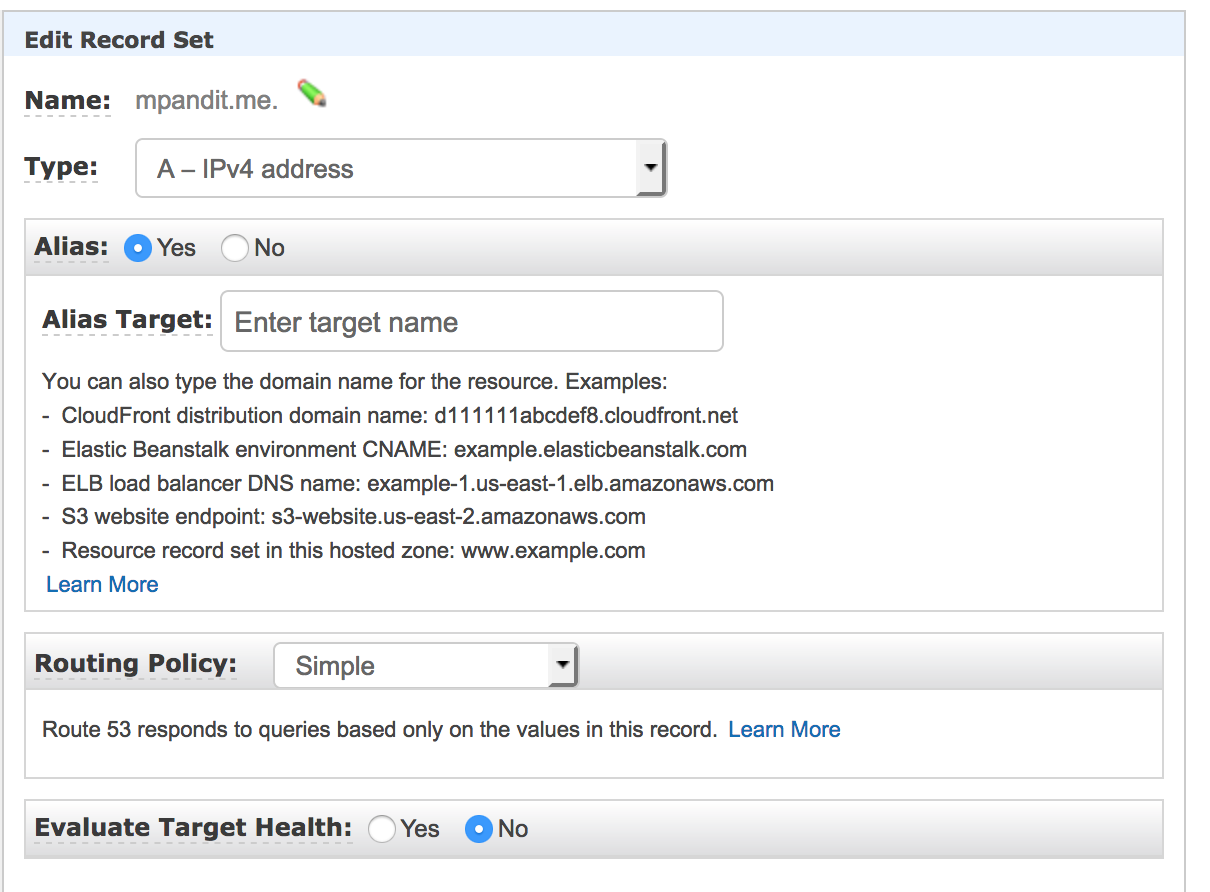 Edit Record Set
Name: mpandit.me.
Type: A – IPv4 address
Alias: Yes No
Alias Target: Enter target name
You can also type the domain name for the resource. Examples:
- CloudFront distribution domain name: d111111abcdef8.cloudfront.net
- Elastic Beanstalk environment CNAME: example.elasticbeanstalk.com
- ELB load balancer DNS name: example-1.us-east-1.elb.amazonaws.com
- S3 website endpoint: s3-website.us-east-2.amazonaws.com
- Resource record set in this hosted zone: www.example.com
Learn More
Routing Policy: Simple
Route 53 responds to queries based only on the values in this record. Learn More
Evaluate Target Health: Yes No